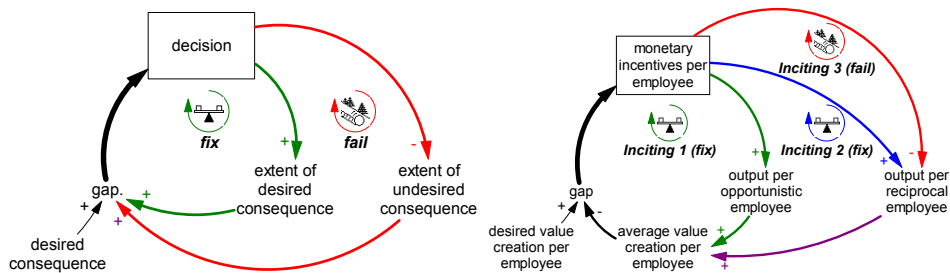 decision
fix
fail
+
-
extent of
desired
consequence
extent of
undesired
consequence
gap.
+
+
+
desired
consequence
monetary
incentives per
employee
Inciting 3 (fail)
Inciting 1 (fix)
Inciting 2 (fix)
+
+
-
output per
opportunistic
employee
output per
reciprocal
employee
gap
+
-
desired value
creation per
employee
average value
creation per
employee
+
+